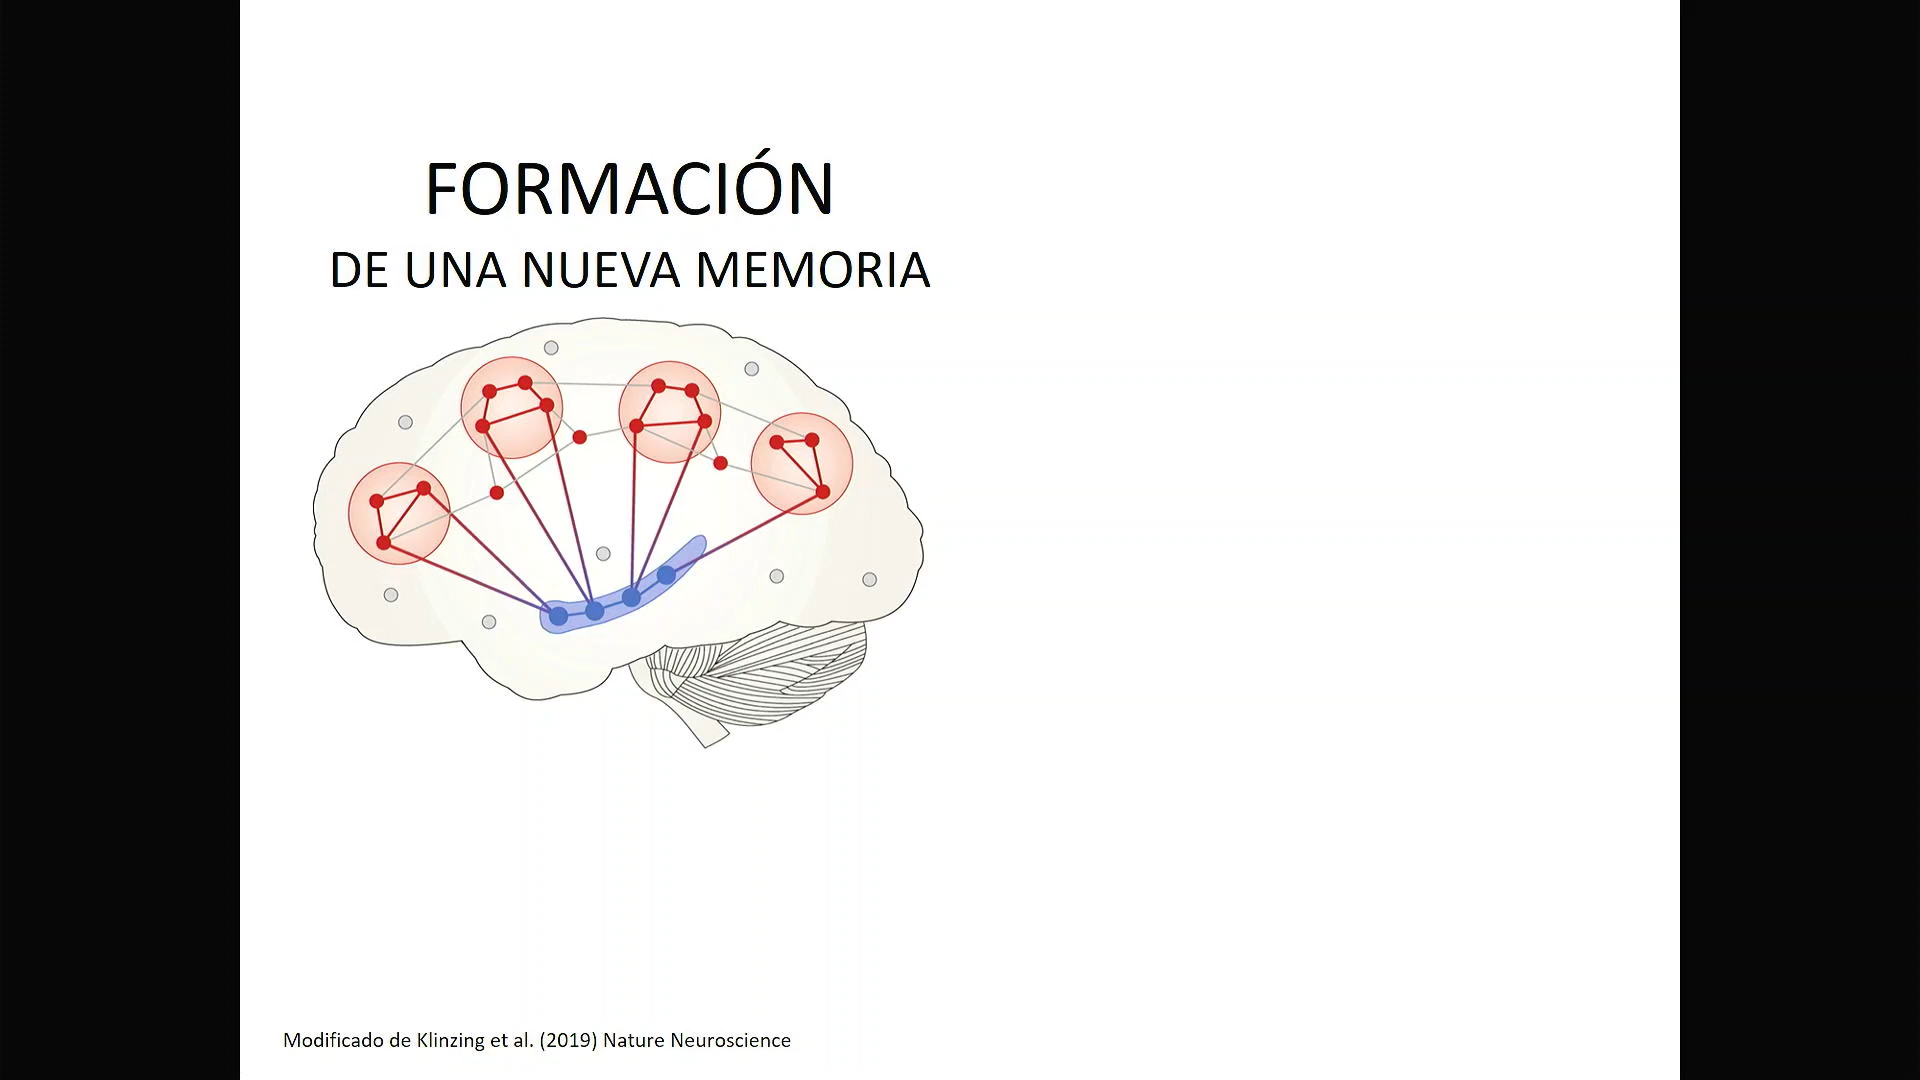 FORMACIÓN
DE UNA NUEVA MEMORIA
Modificado de Klinzing et al. (2019) Nature Neuroscience